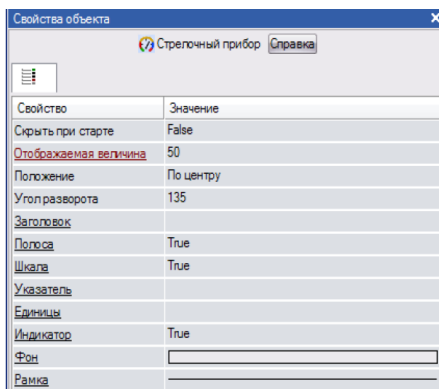 Свойства объекта
Стрелочный прибор Справка
Свойство Значение
Скрыть при старте False
Отображаемая величина 50
Положение По центру
Угол разворота 135
Заголовок
Полоса True
Шкала True
Указатель
Единицы
Индикатор True
Фон
Рамка